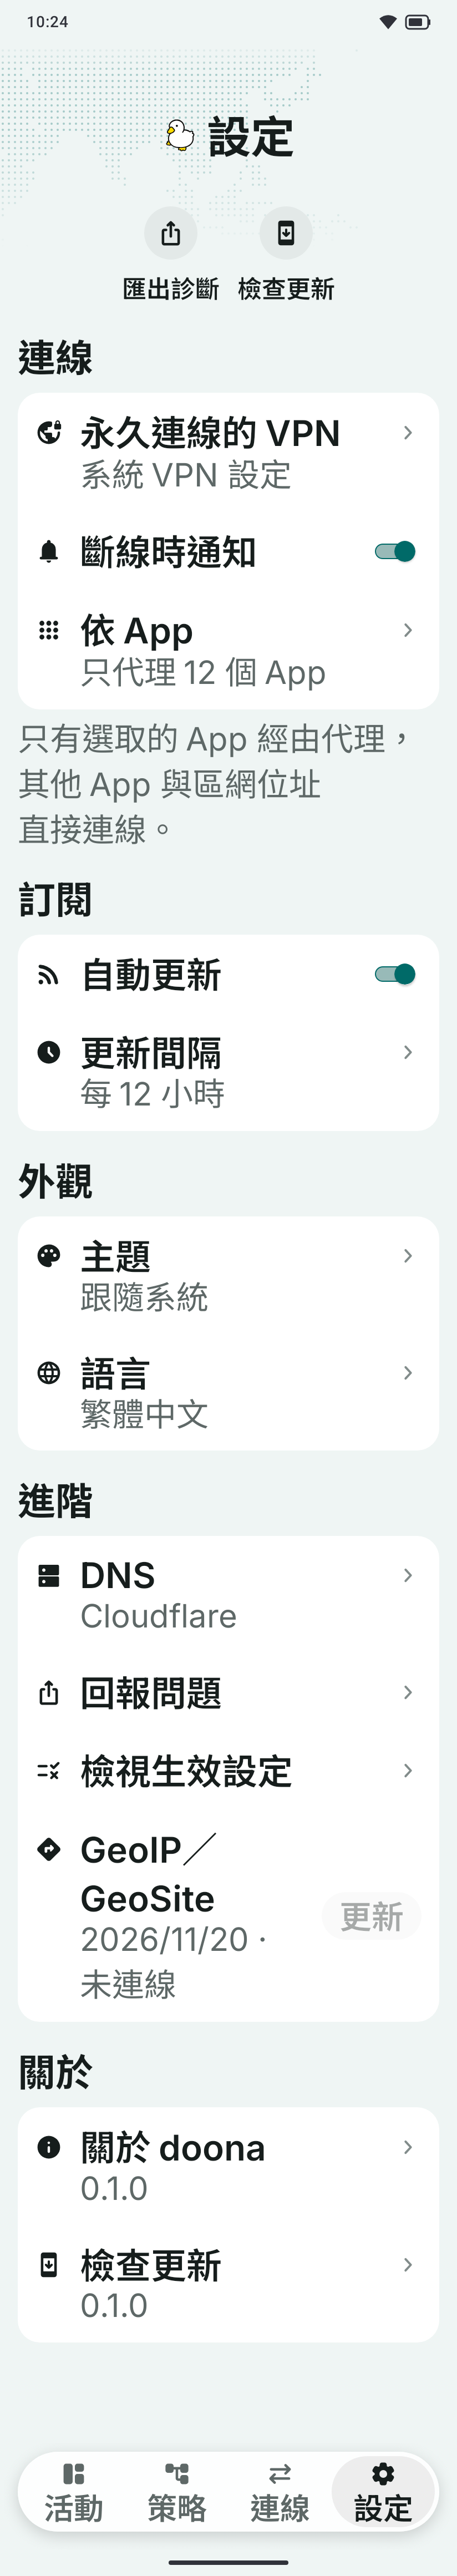 10:24
設定
匯出診斷
檢查更新
連線
永久連線的 VPN
系統 VPN 設定
斷線時通知
依 App
只代理 12 個 App
只有選取的 App 經由代理，
其他 App 與區網位址
直接連線。
訂閱
自動更新
更新間隔
每 12 小時
外觀
主題
跟隨系統
語言
繁體中文
進階
DNS
Cloudflare
回報問題
檢視生效設定
GeoIP／
GeoSite
2026/11/20 ·
未連線
更新
關於
關於 doona
0.1.0
檢查更新
0.1.0
活動
策略
連線
設定